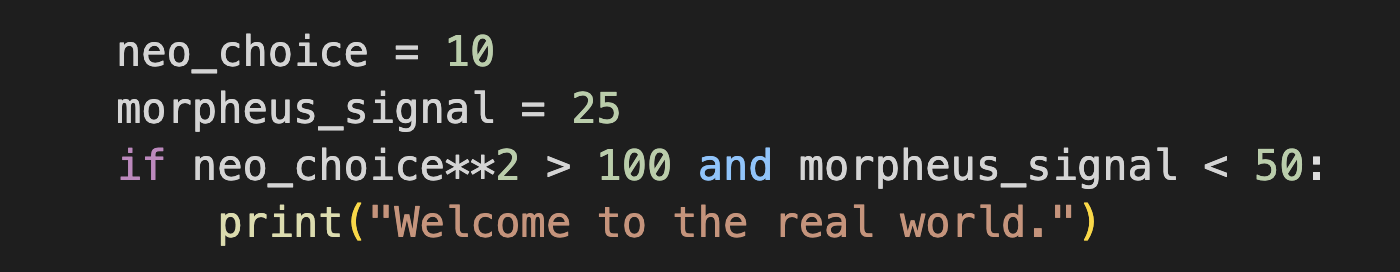 neo_choice = 10
morpheus_signal = 25
if neo_choice**2 > 100 and morpheus_signal < 50:
    print("Welcome to the real world.")